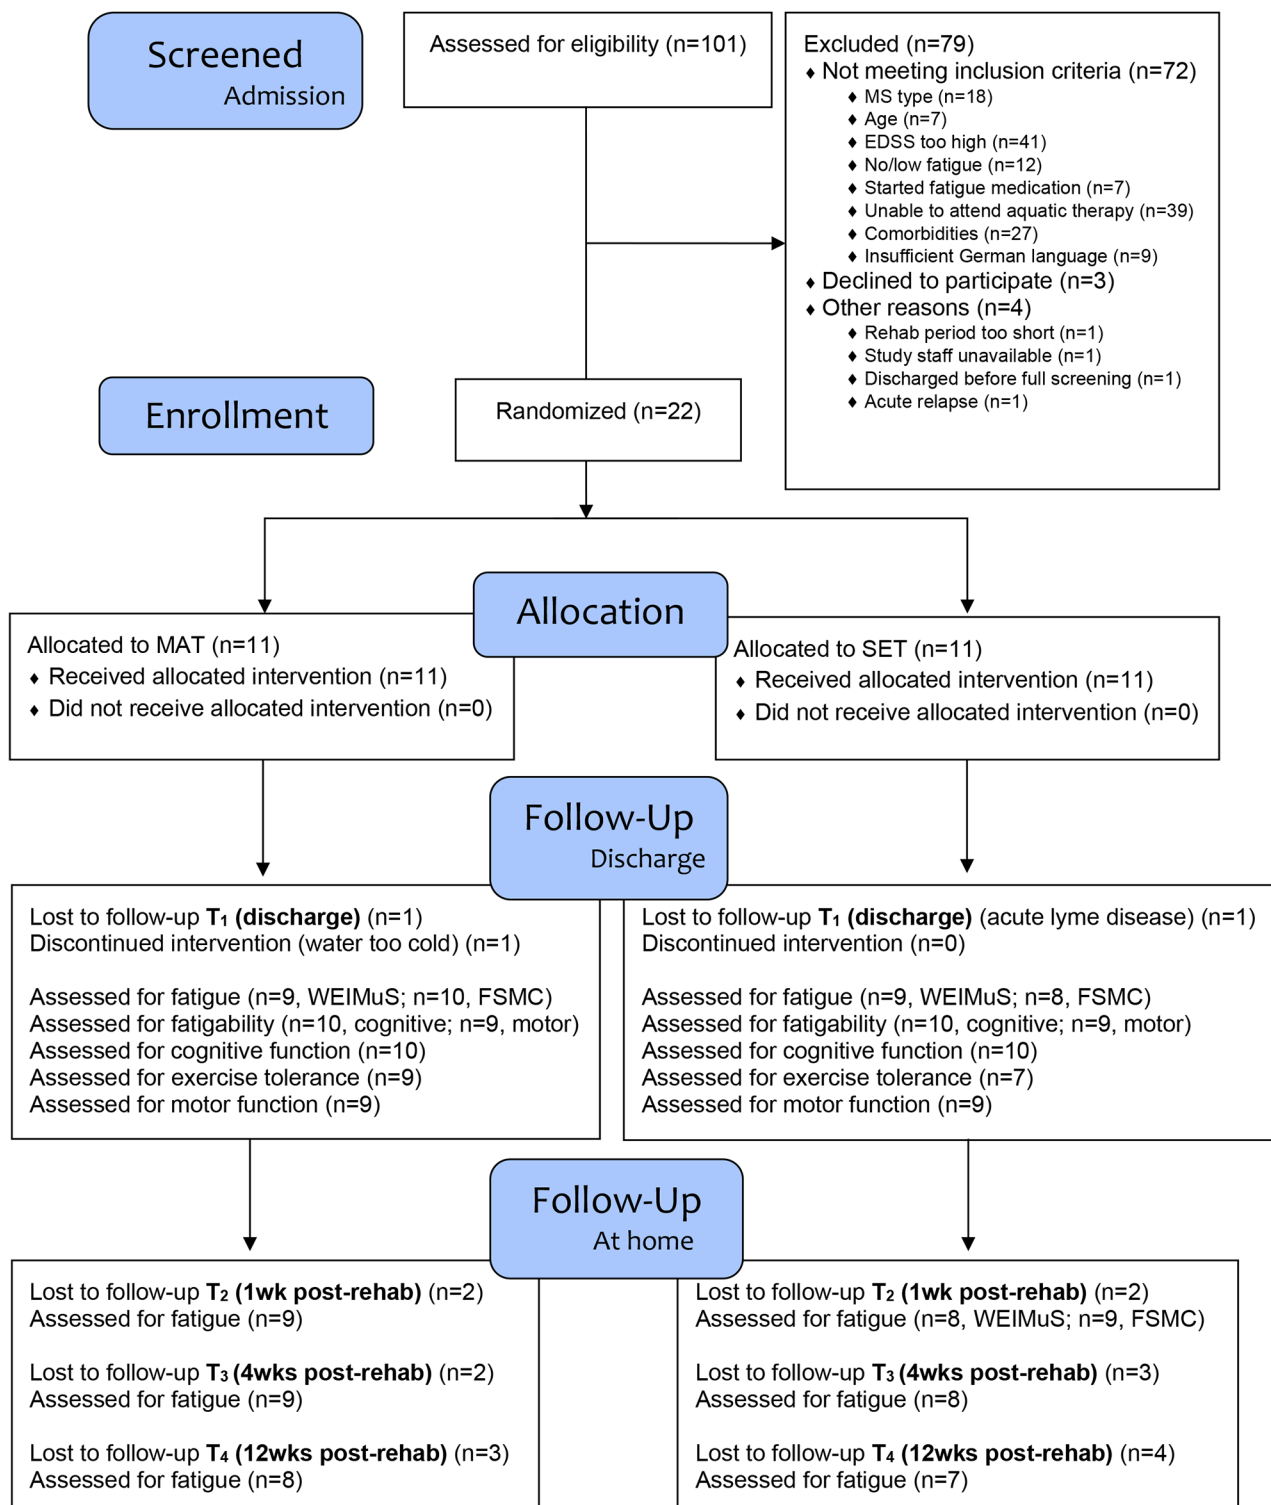 Screened
Admission
Assessed for eligibility (n=101)
Excluded (n=79)
♦ Not meeting inclusion criteria (n=72)
♦ MS type (n=18)
♦ Age (n=7)
♦ EDSS too high (n=41)
♦ No/low fatigue (n=12)
♦ Started fatigue medication (n=7)
♦ Unable to attend aquatic therapy (n=39)
♦ Comorbidities (n=27)
♦ Insufficient German language (n=9)
♦ Declined to participate (n=3)
♦ Other reasons (n=4)
♦ Rehab period too short (n=1)
♦ Study staff unavailable (n=1)
♦ Discharged before full screening (n=1)
♦ Acute relapse (n=1)
Enrollment
Randomized (n=22)
Allocation
Allocated to MAT (n=11)
♦ Received allocated intervention (n=11)
♦ Did not receive allocated intervention (n=0)
Allocated to SET (n=11)
♦ Received allocated intervention (n=11)
♦ Did not receive allocated intervention (n=0)
Follow-Up
Discharge
Lost to follow-up T₁ (discharge) (n=1)
Discontinued intervention (water too cold) (n=1)
Assessed for fatigue (n=9, WEIMuS; n=10, FSMC)
Assessed for fatigability (n=10, cognitive; n=9, motor)
Assessed for cognitive function (n=10)
Assessed for exercise tolerance (n=9)
Assessed for motor function (n=9)
Lost to follow-up T₁ (discharge) (acute lyme disease) (n=1)
Discontinued intervention (n=0)
Assessed for fatigue (n=9, WEIMuS; n=8, FSMC)
Assessed for fatigability (n=10, cognitive; n=9, motor)
Assessed for cognitive function (n=10)
Assessed for exercise tolerance (n=7)
Assessed for motor function (n=9)
Follow-Up
At home
Lost to follow-up T₂ (1wk post-rehab) (n=2)
Assessed for fatigue (n=9)
Lost to follow-up T₃ (4wks post-rehab) (n=2)
Assessed for fatigue (n=9)
Lost to follow-up T₄ (12wks post-rehab) (n=3)
Assessed for fatigue (n=8)
Lost to follow-up T₂ (1wk post-rehab) (n=2)
Assessed for fatigue (n=8, WEIMuS; n=9, FSMC)
Lost to follow-up T₃ (4wks post-rehab) (n=3)
Assessed for fatigue (n=8)
Lost to follow-up T₄ (12wks post-rehab) (n=4)
Assessed for fatigue (n=7)